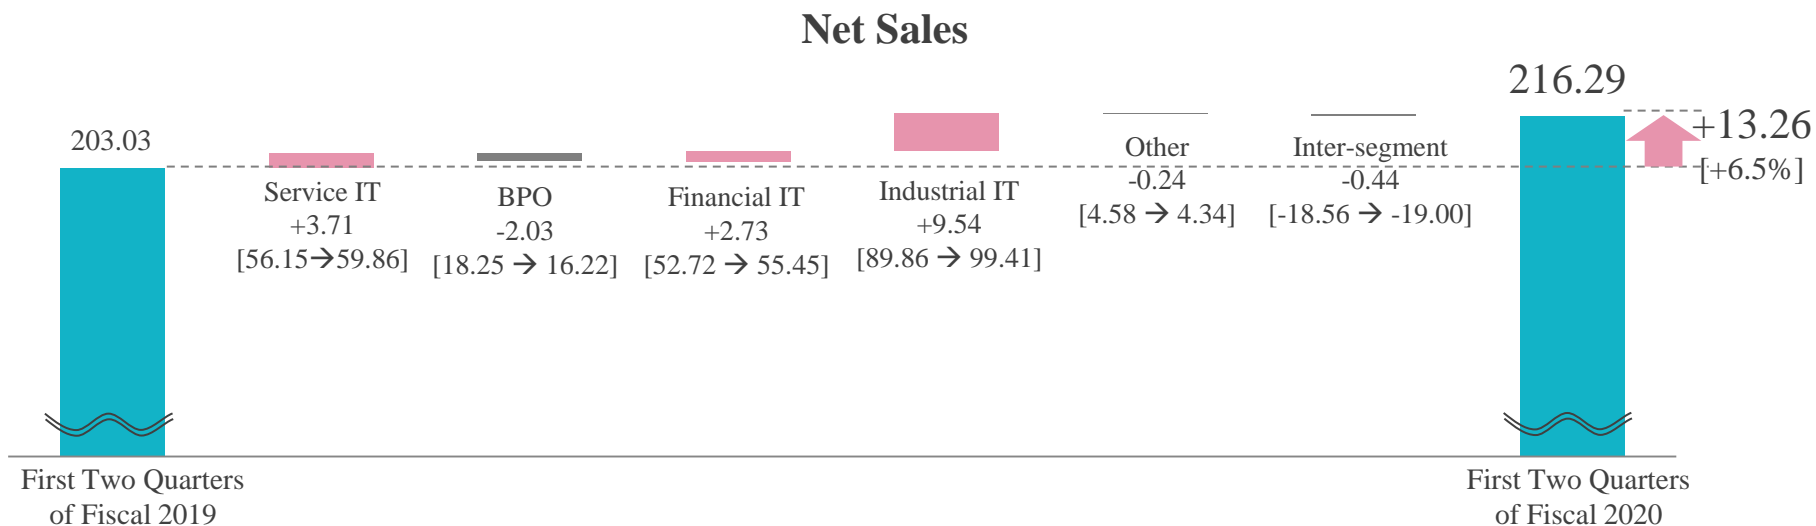 Net Sales
203.03
Service IT
+3.71
[56.15→59.86]
BPO
-2.03
[18.25 → 16.22]
Financial IT
+2.73
[52.72 → 55.45]
Industrial IT
+9.54
[89.86 → 99.41]
Other
-0.24
[4.58 → 4.34]
Inter-segment
-0.44
[-18.56 → -19.00]
216.29
+13.26
[+6.5%]
First Two Quarters
of Fiscal 2019
First Two Quarters
of Fiscal 2020